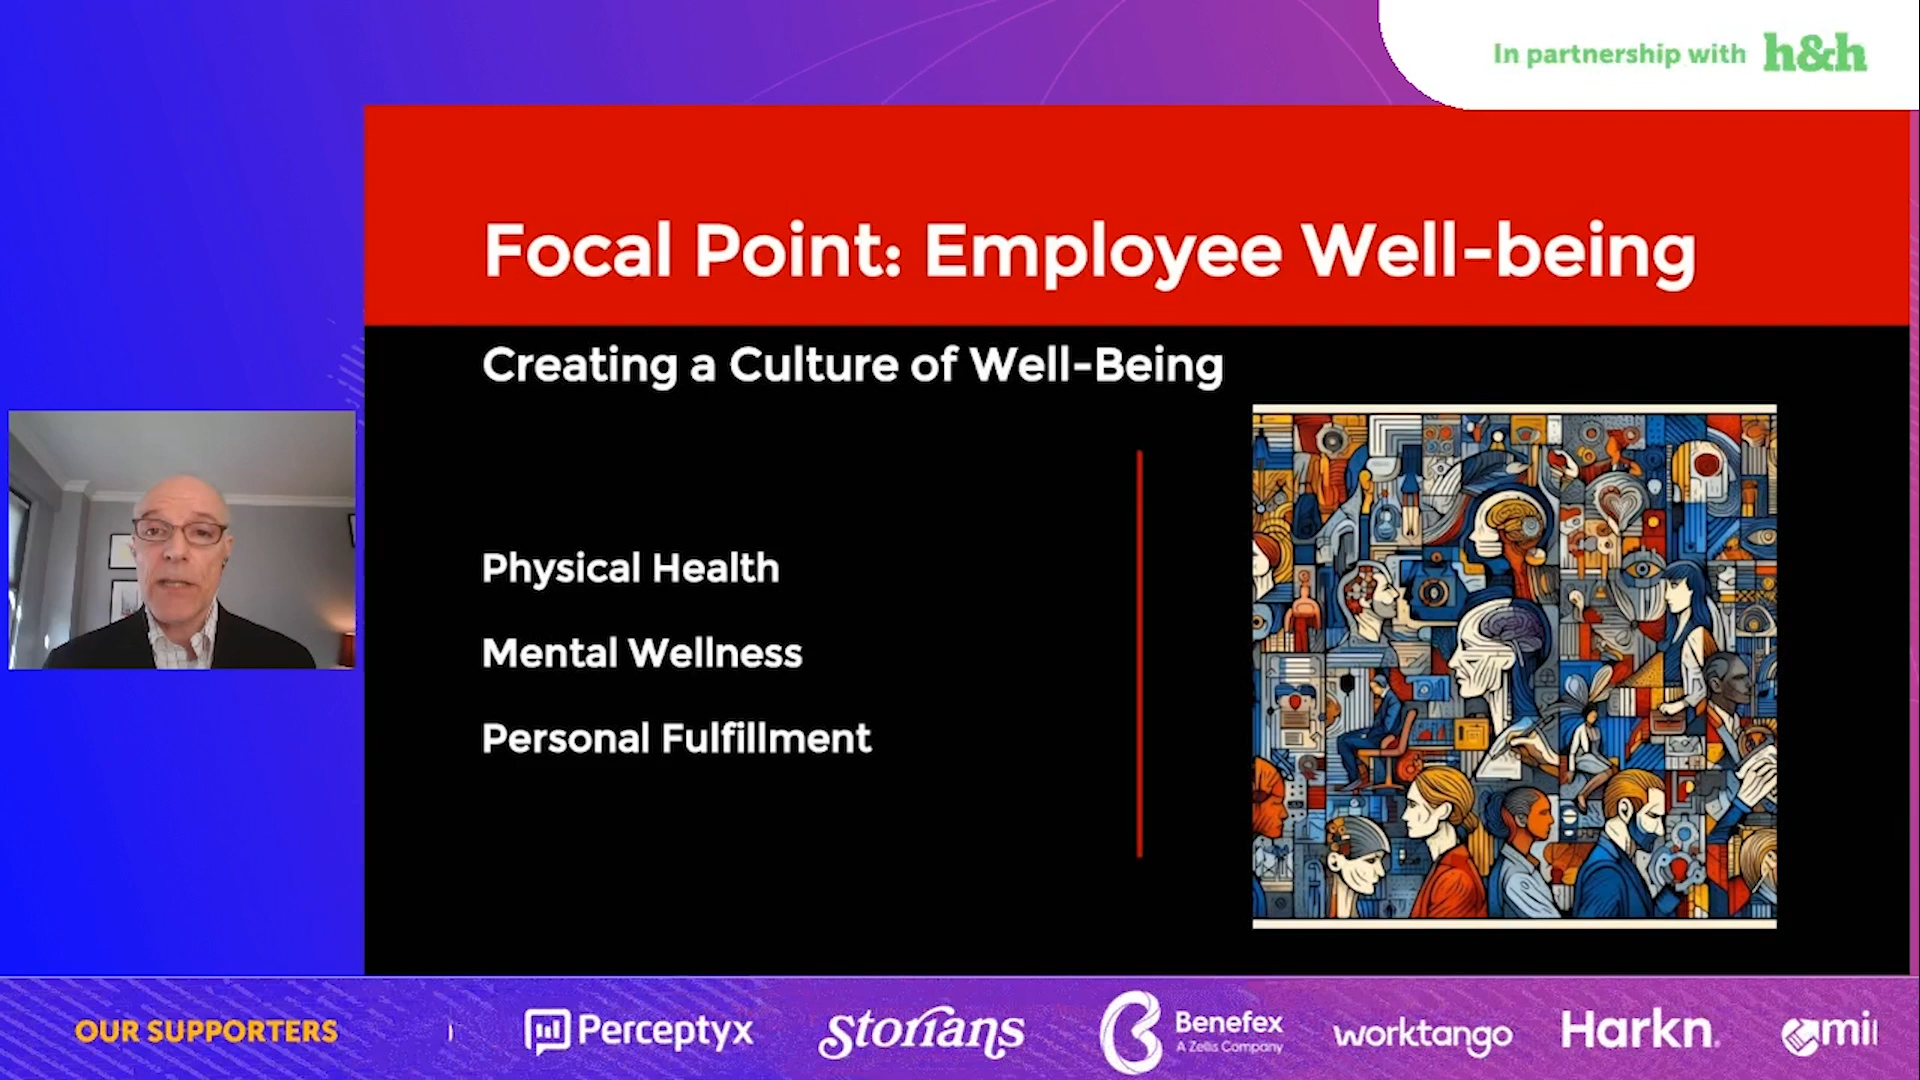 In partnership with h&h
Focal Point: Employee Well-being
Creating a Culture of Well-Being
Physical Health
Mental Wellness
Personal Fulfillment
OUR SUPPORTERS
Perceptyx
Storians
Benefex
A Zellis Company
worktango
Harkn.
mil